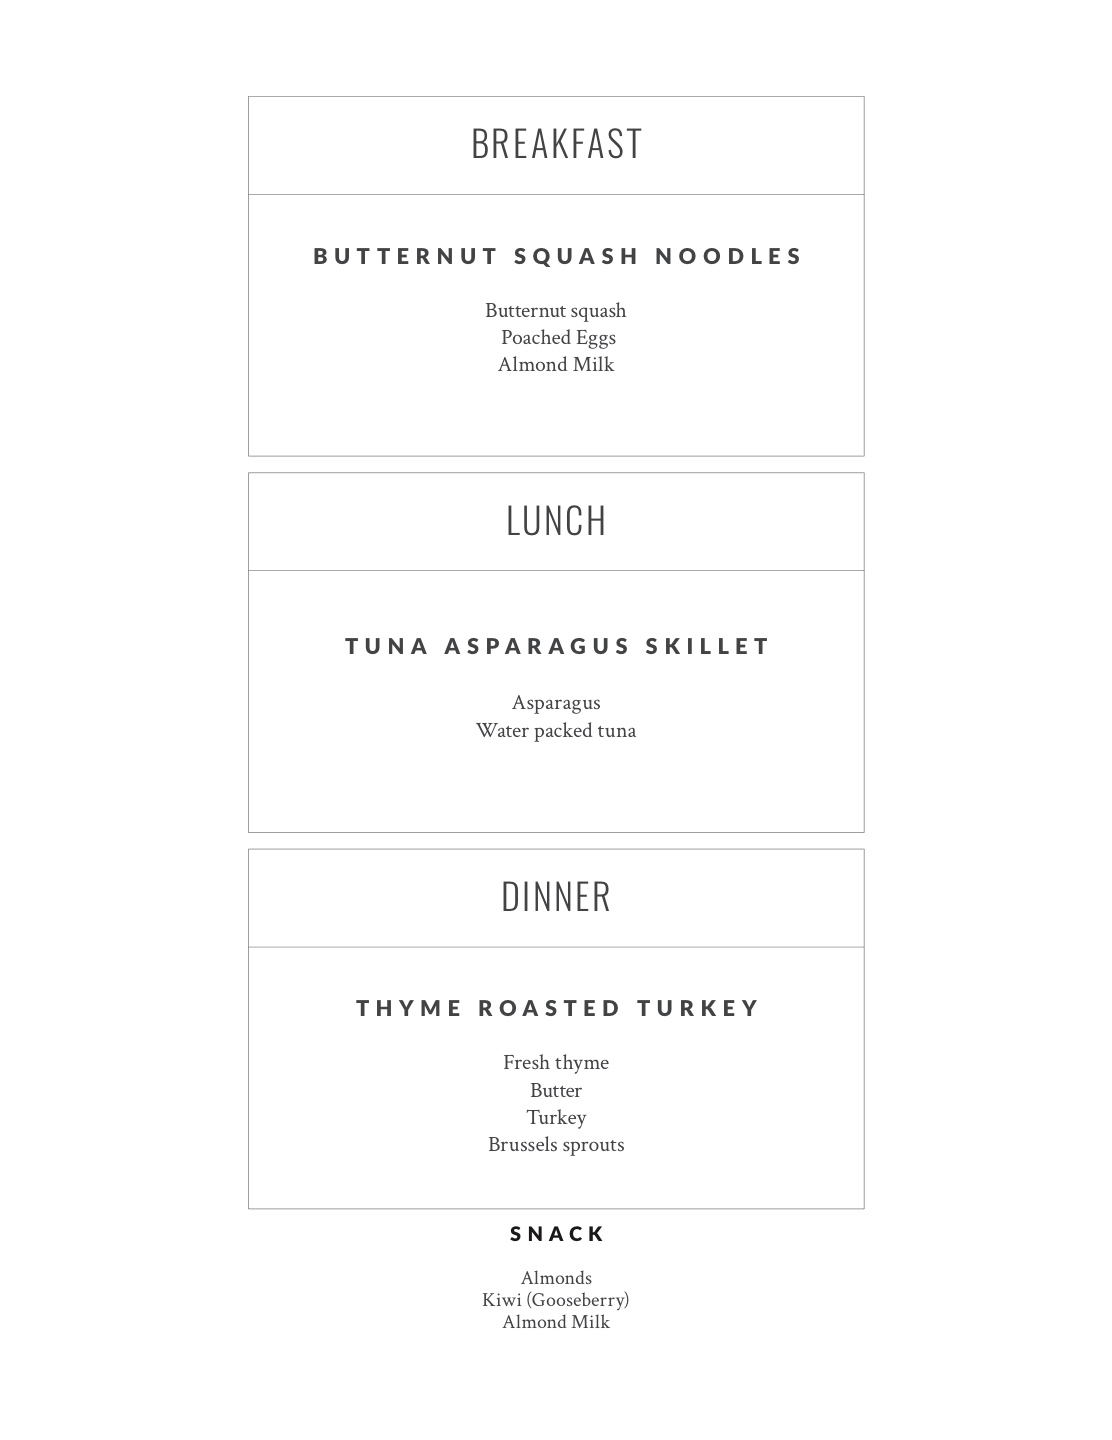 BREAKFAST
BUTTERNUT SQUASH NOODLES
Butternut squash
Poached Eggs
Almond Milk
LUNCH
TUNA ASPARAGUS SKILLET
Asparagus
Water packed tuna
DINNER
THYME ROASTED TURKEY
Fresh thyme
Butter
Turkey
Brussels sprouts
SNACK
Almonds
Kiwi (Gooseberry)
Almond Milk